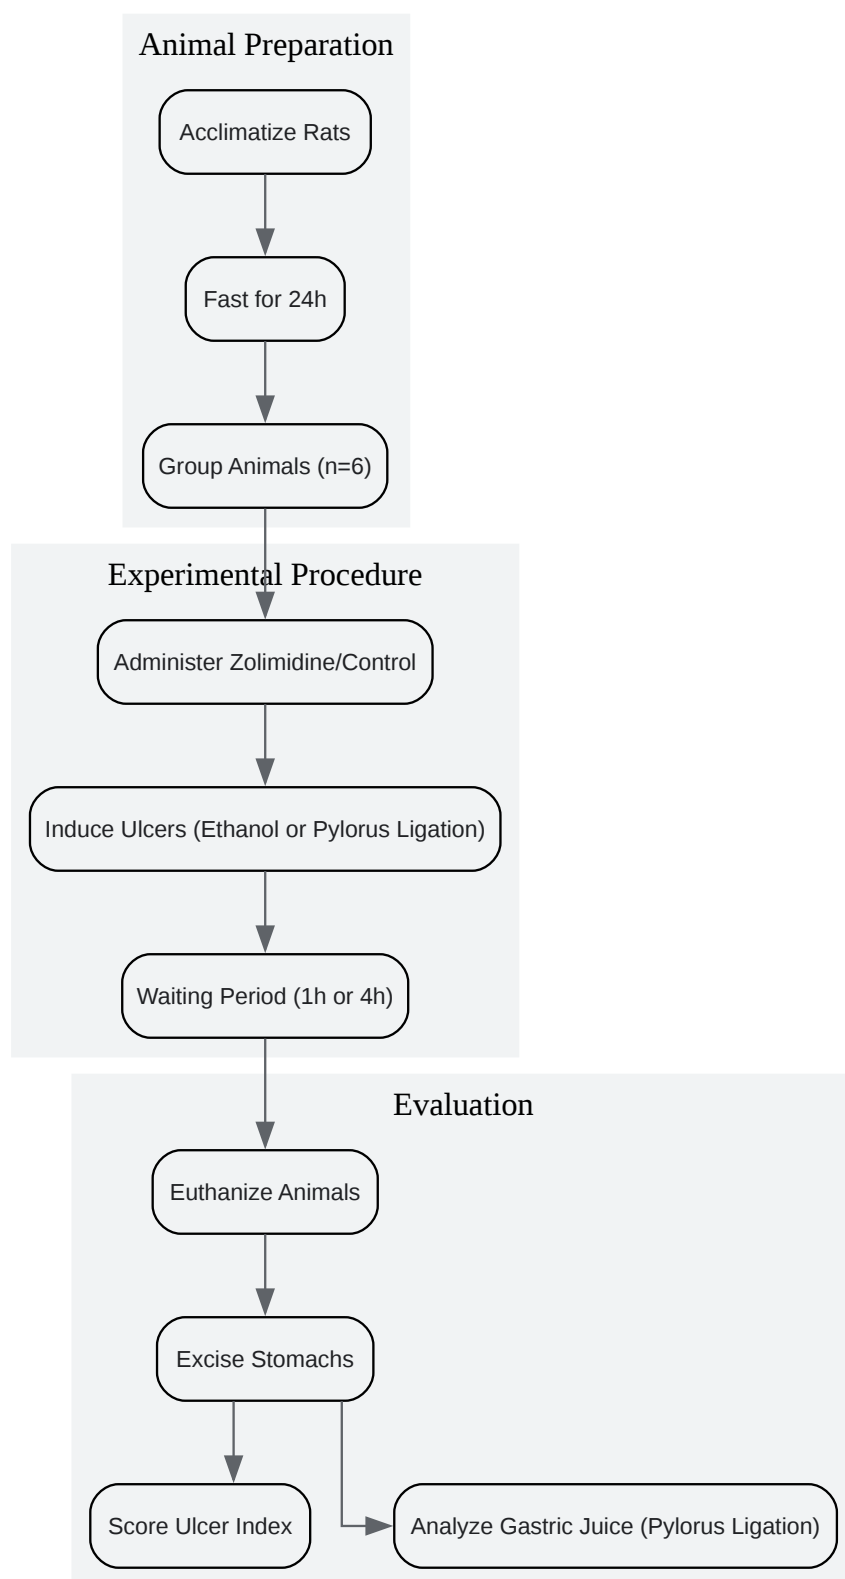 Animal Preparation
Acclimatize Rats
Fast for 24h
Group Animals (n=6)
Experimental Procedure
Administer Zolimidine/Control
Induce Ulcers (Ethanol or Pylorus Ligation)
Waiting Period (1h or 4h)
Evaluation
Euthanize Animals
Excise Stomachs
Score Ulcer Index
Analyze Gastric Juice (Pylorus Ligation)